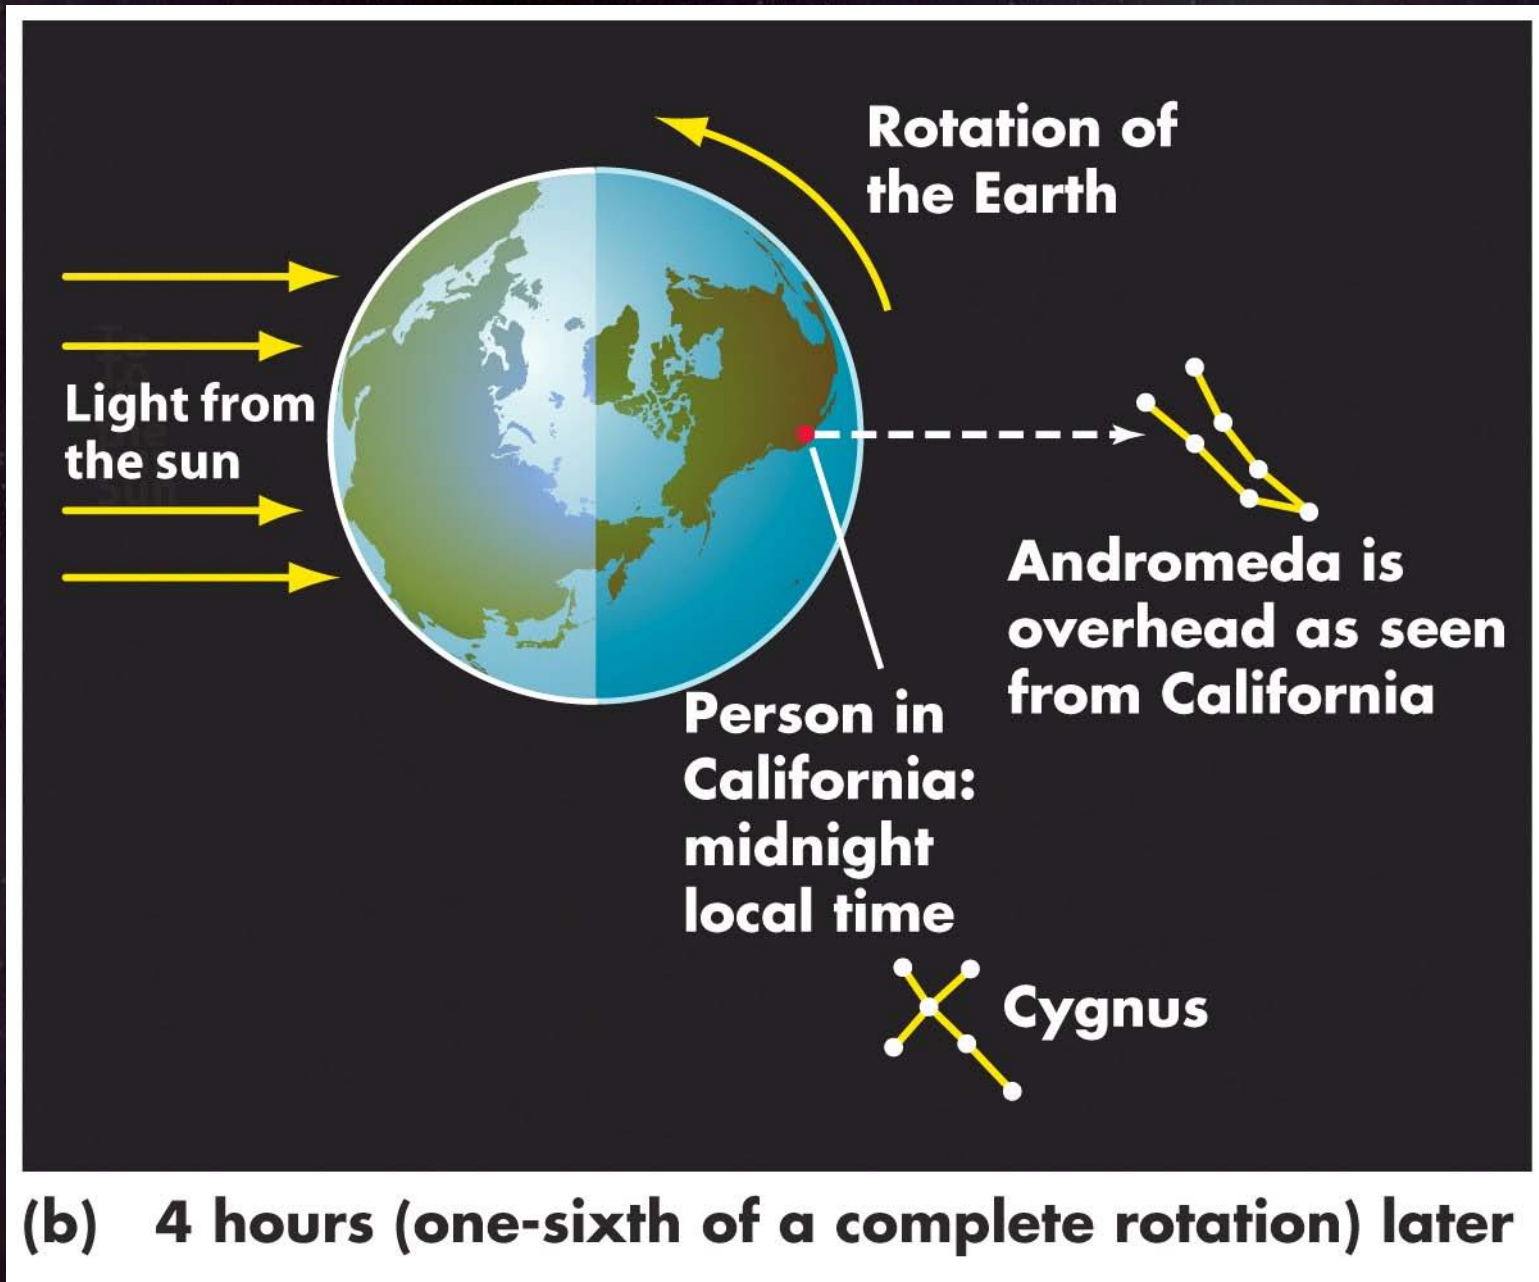 Rotation of
the Earth
Light from
the sun
Andromeda is
overhead as seen
from California
Person in
California:
midnight
local time
Cygnus
(b) 4 hours (one-sixth of a complete rotation) later